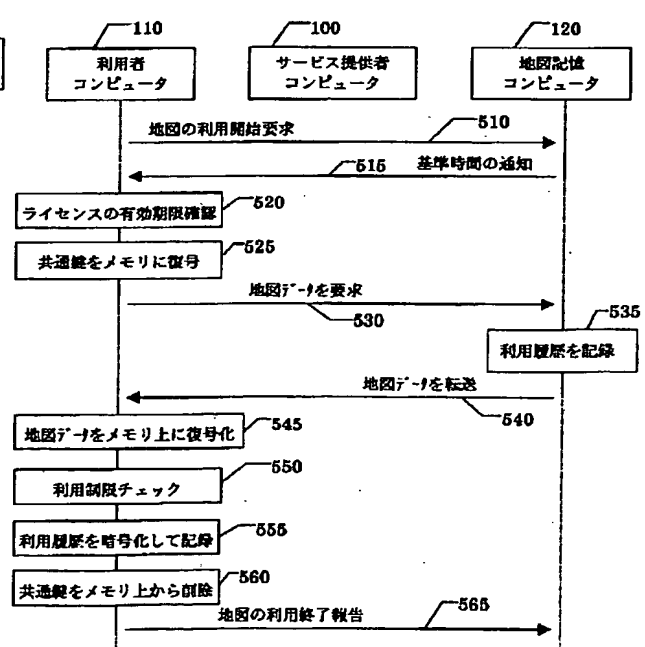 110
100
120
利用者
コンピュータ
サービス提供者
コンピュータ
地図記憶
コンピュータ
地図の利用開始要求
510
515
基準時間の通知
ライセンスの有効期限確認
520
共通鍵をメモリに復号
525
地図データを要求
530
535
利用履歴を記録
地図データを転送
540
地図データをメモリ上に復号化
545
利用制限チェック
550
利用履歴を暗号化して記録
555
共通鍵をメモリ上から削除
560
地図の利用終了報告
565